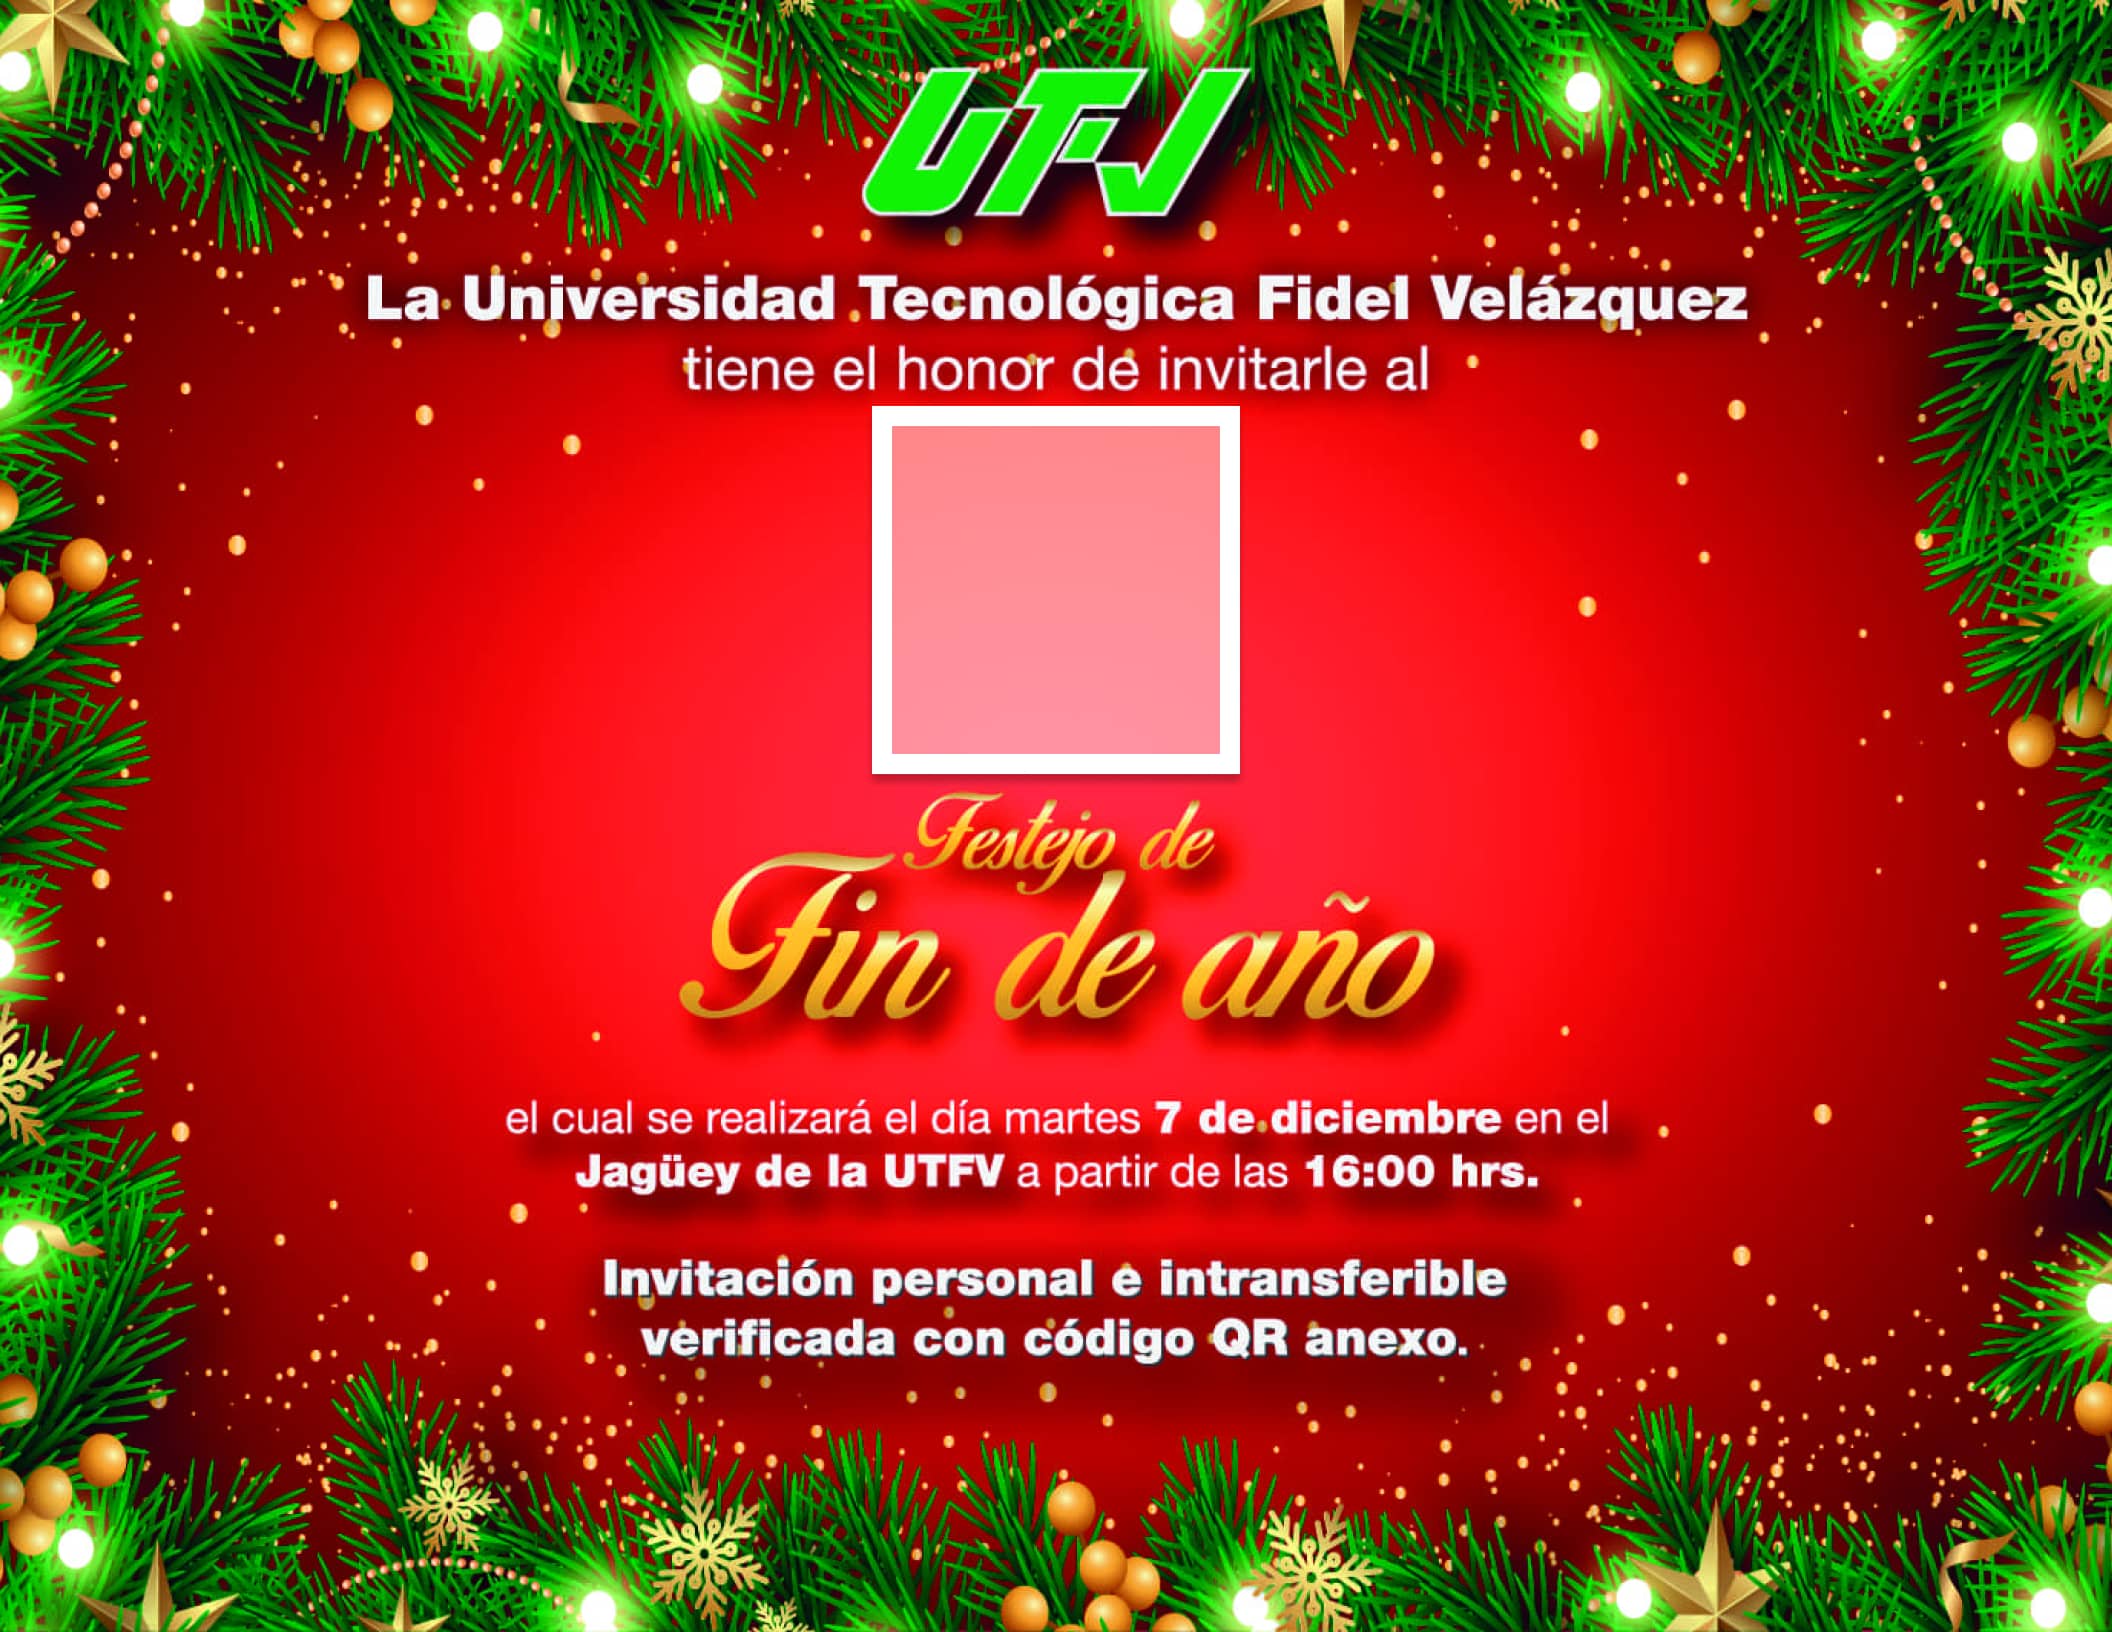 UTFV
La Universidad Tecnológica Fidel Velázquez
tiene el honor de invitarle al
Festejo de
Fin de año
el cual se realizará el día martes 7 de diciembre en el
Jagüey de la UTFV a partir de las 16:00 hrs.
Invitación personal e intransferible
verificada con código QR anexo.